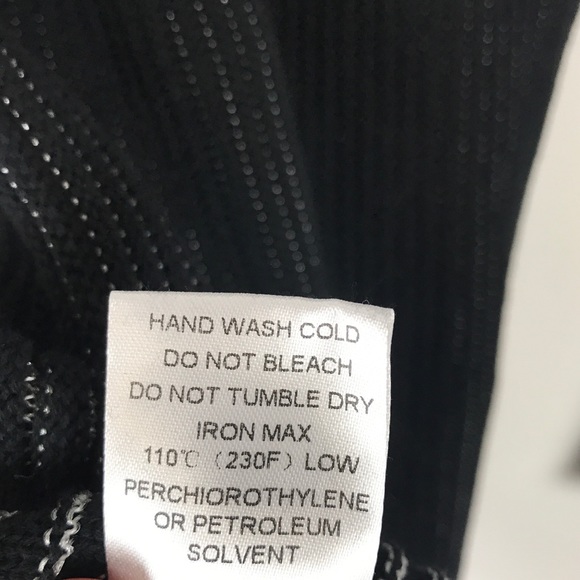 HAND WASH COLD
DO NOT BLEACH
DO NOT TUMBLE DRY
IRON MAX
110℃ (230F) LOW
PERCHIOROTHYLENE
OR PETROLEUM
SOLVENT